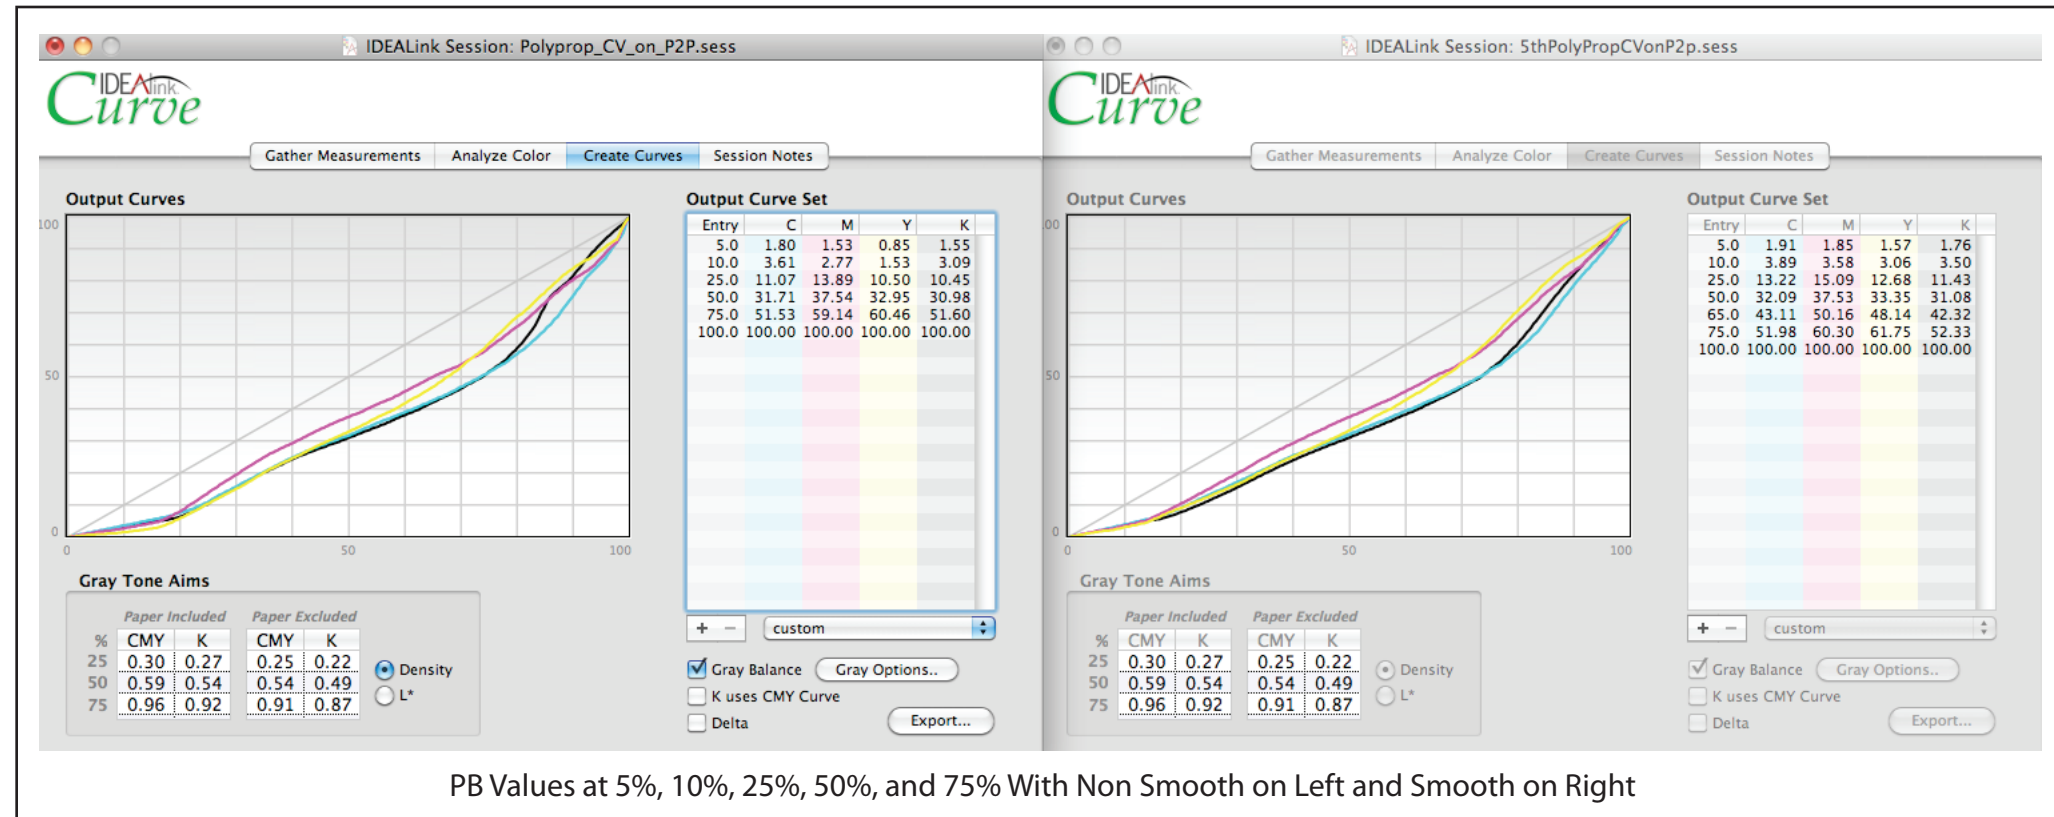 IDEALink Session: Polyprop_CV_on_P2P.sess
IDEAlink
Curve
Gather Measurements Analyze Color Create Curves Session Notes
Output Curves
100
50
0
0 50 100
Output Curve Set
Entry C M Y K
5.0 1.80 1.53 0.85 1.55
10.0 3.61 2.77 1.53 3.09
25.0 11.07 13.89 10.50 10.45
50.0 31.71 37.54 32.95 30.98
75.0 51.53 59.14 60.46 51.60
100.0 100.00 100.00 100.00 100.00
Gray Tone Aims
Paper Included Paper Excluded
% CMY K CMY K
25 0.30 0.27 0.25 0.22
50 0.59 0.54 0.54 0.49
75 0.96 0.92 0.91 0.87
Density
L*
+ - custom
Gray Balance Gray Options..
K uses CMY Curve
Delta Export...
IDEALink Session: 5thPolyPropCVonP2p.sess
IDEAlink
Curve
Gather Measurements Analyze Color Create Curves Session Notes
Output Curves
00
50
0
0 50 100
Output Curve Set
Entry C M Y K
5.0 1.91 1.85 1.57 1.76
10.0 3.89 3.58 3.06 3.50
25.0 13.22 15.09 12.68 11.43
50.0 32.09 37.53 33.35 31.08
65.0 43.11 50.16 48.14 42.32
75.0 51.98 60.30 61.75 52.33
100.0 100.00 100.00 100.00 100.00
Gray Tone Aims
Paper Included Paper Excluded
% CMY K CMY K
25 0.30 0.27 0.25 0.22
50 0.59 0.54 0.54 0.49
75 0.96 0.92 0.91 0.87
Density
L*
+ - custom
Gray Balance Gray Options..
K uses CMY Curve
Delta Export...
PB Values at 5%, 10%, 25%, 50%, and 75% With Non Smooth on Left and Smooth on Right